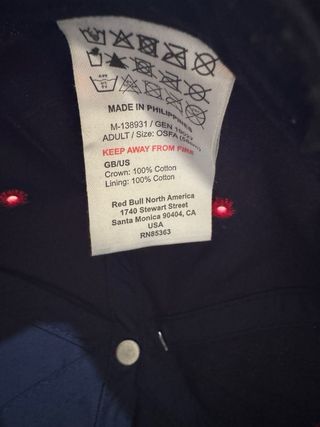 MADE IN PHILIPPINES
M-138931 / GEN
ADULT / Size: OSFA
KEEP AWAY FROM FIRE
GB/US
Crown: 100% Cotton
Lining: 100% Cotton
Red Bull North America
1740 Stewart Street
Santa Monica 90404, CA
USA
RN85363